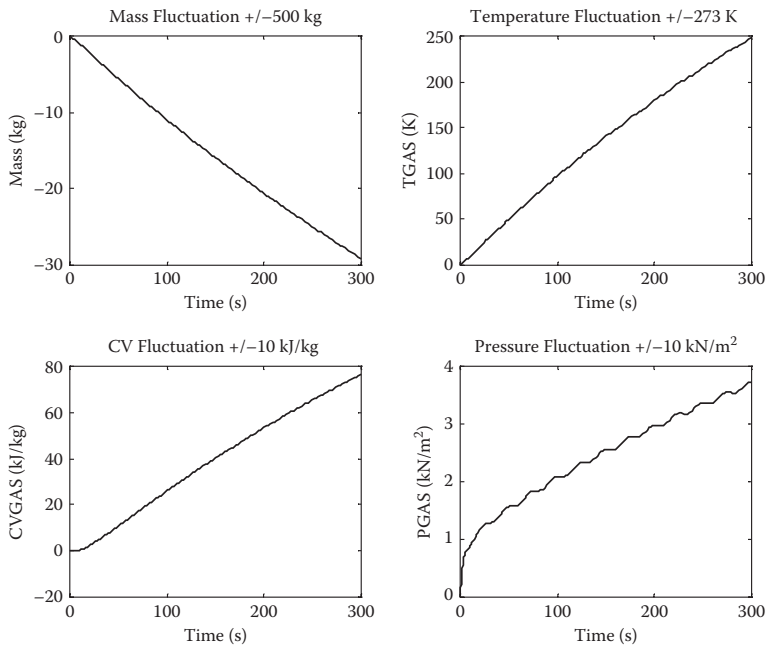 Mass Fluctuation +/−500 kg
Mass (kg)
0
−10
−20
−30
0 100 200 300
Time (s)
Temperature Fluctuation +/−273 K
TGAS (K)
250
200
150
100
50
0
0 100 200 300
Time (s)
CV Fluctuation +/−10 kJ/kg
CVGAS (kJ/kg)
80
60
40
20
0
−20
0 100 200 300
Time (s)
Pressure Fluctuation +/−10 kN/m²
PGAS (kN/m²)
4
3
2
1
0
0 100 200 300
Time (s)